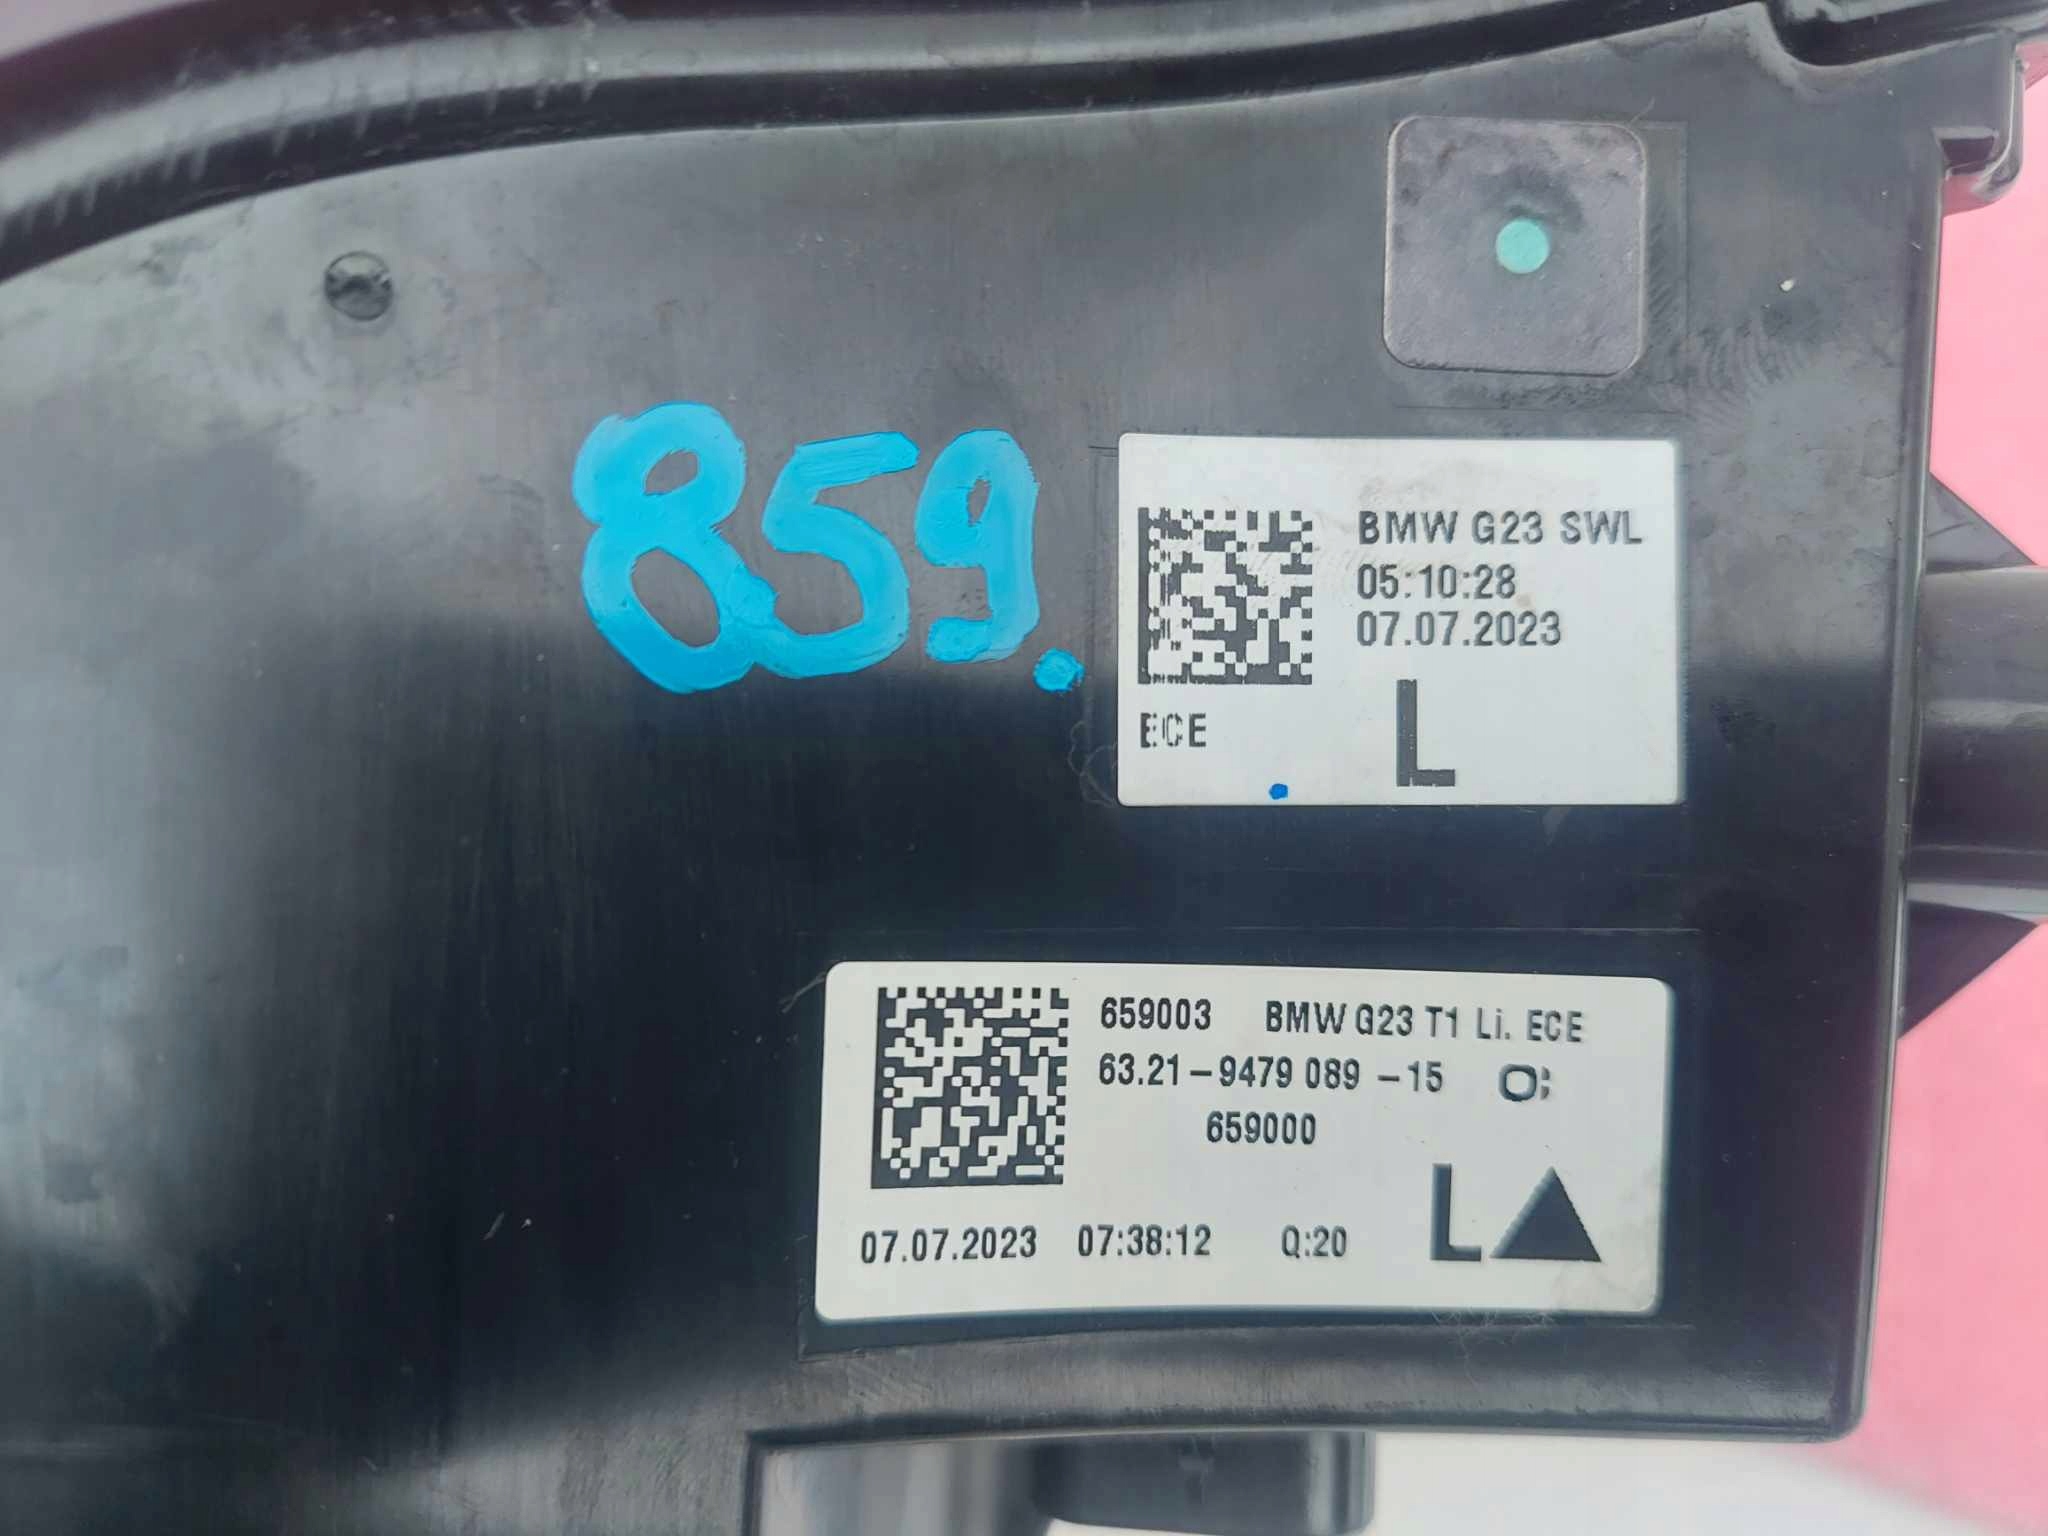 859.
BMW G23 SWL
05:10:28
07.07.2023
ECE
L
659003 BMW G23 T1 Li. ECE
63.21-9479 089 -15
659000
L
07.07.2023 07:38:12 Q:20